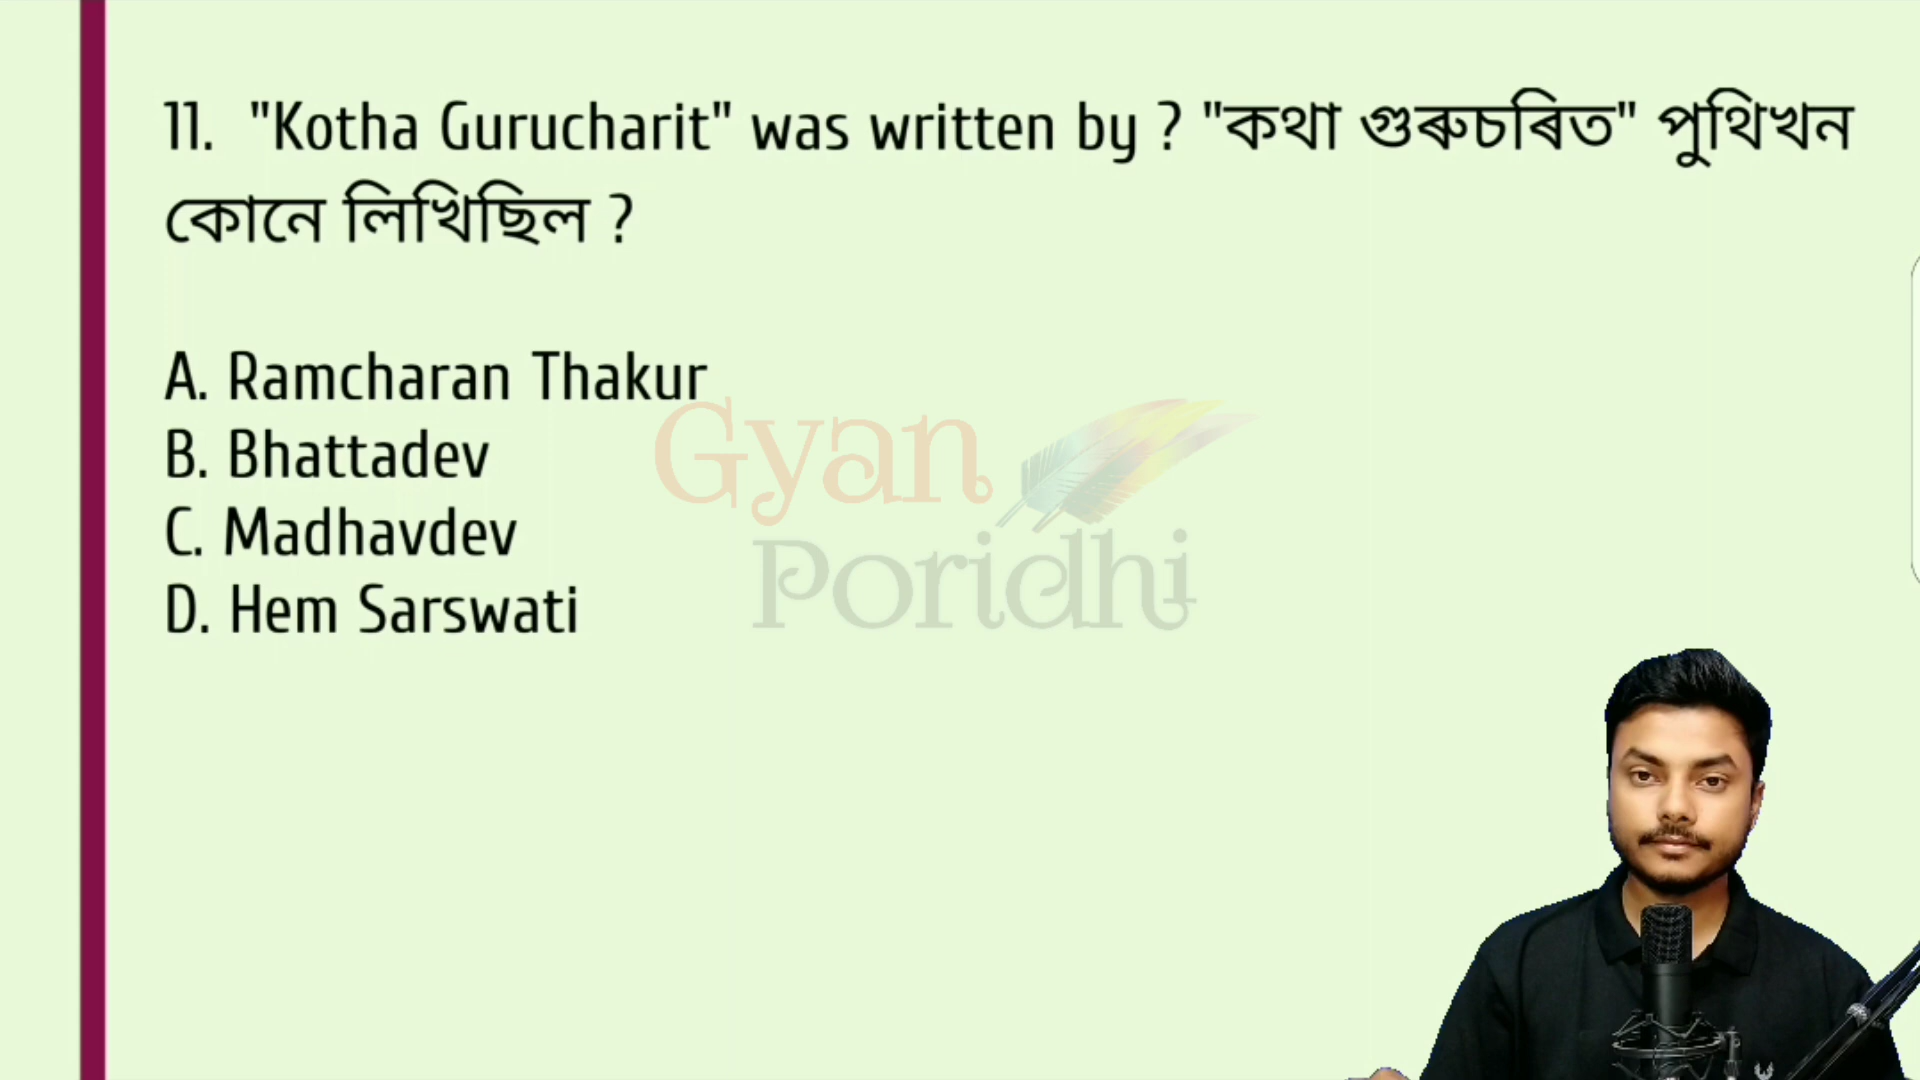 11. "Kotha Gurucharit" was written by ? "কথা গুৰুচৰিত" পুথিখন
কোনে লিখিছিল ?
A. Ramcharan Thakur
B. Bhattadev
C. Madhavdev
D. Hem Sarswati
Gyan
Poridhi